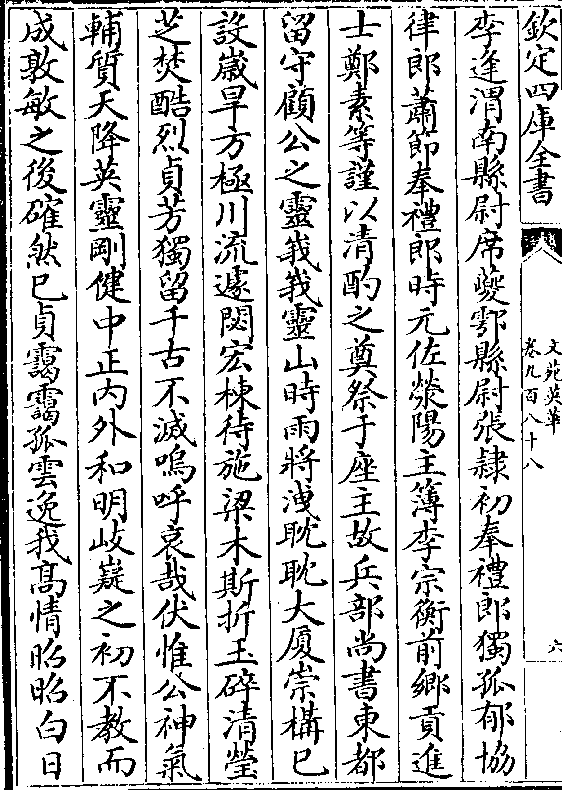 欽定四庫全書
文苑英華
卷九百八十八
六
李逢渭南縣尉席夔鄠縣尉張隸初奉禮郎獨孤郁協
律郎蕭節奉禮郎時元佐滎陽主簿李宗衡前鄉貢進
士鄭素等謹以清酌之奠祭于座主故兵部尚書東都
留守顧公之靈峩峩靈山時雨將洩耽耽大厦崇構已
設嵗旱方極川流遽閟宏棟待施梁木斯折玉碎清瑩
芝焚酷烈貞芳獨留千古不滅嗚呼哀哉伏惟公神氣
輔質天降英靈剛健中正内外和明歧嶷之初不教而
成敦敏之後確然已貞靄靄孤雲逸我髙情昭昭白日